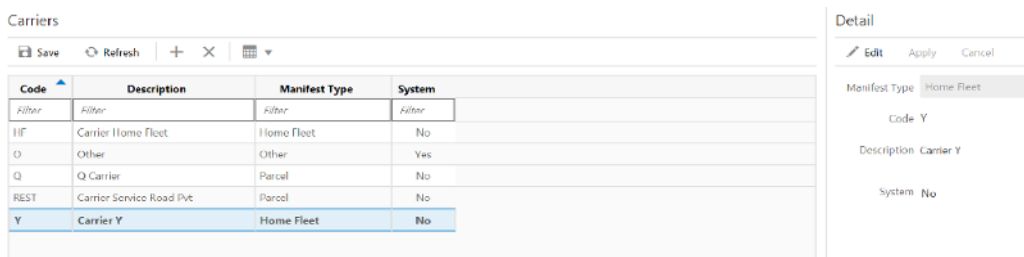 Carriers
Save Refresh
Code Description Manifest Type System
Filter Filter Filter Filter
HF Carrier Home Fleet Home Fleet No
O Other Other Yes
Q Q Carrier Parcel No
REST Carrier Service Road Pvt Parcel No
Y Carrier Y Home Fleet No
Detail
Edit Apply Cancel
Manifest Type Home Fleet
Code Y
Description Carrier Y
System No